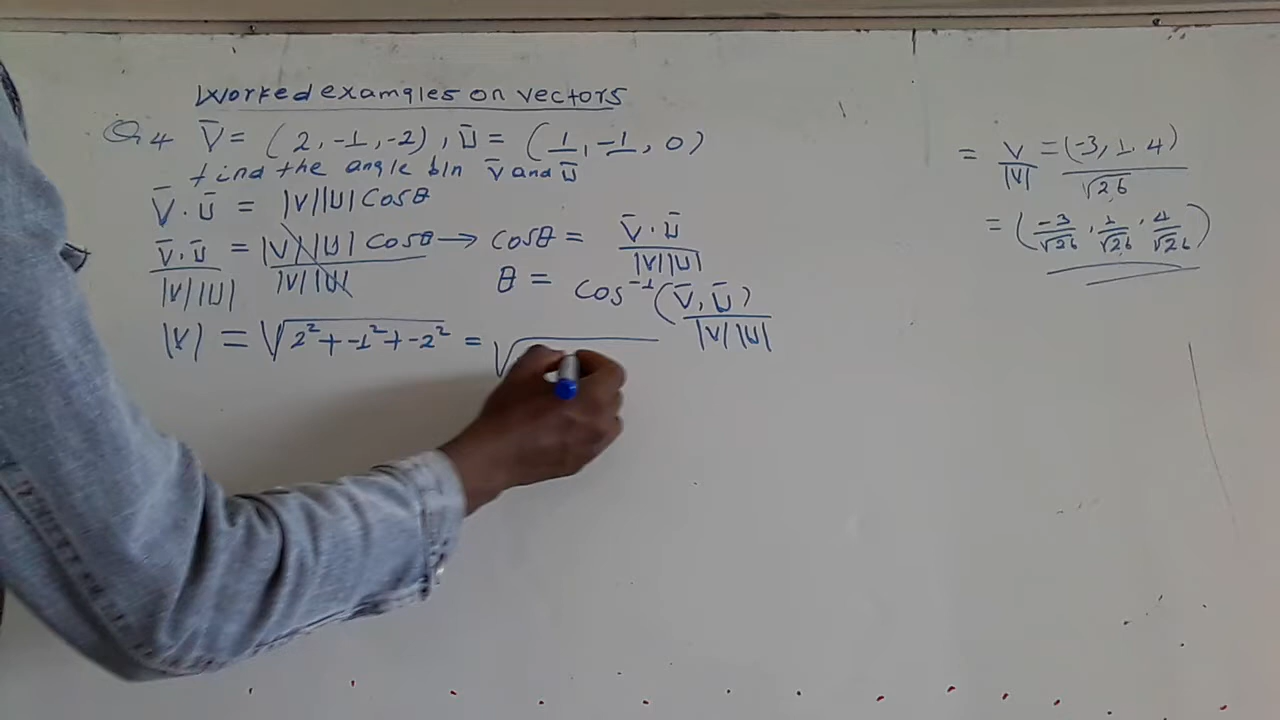 Worked examples on vectors
Q4 V̄ = (2, -1, -2), Ū = (1, -1, 0)
find the angle btn v̄ and ū
V̄ · Ū = |V||U| Cosθ
V̄ · Ū / |V||U| = |V||U| Cosθ / |V||U| → Cosθ = V̄ · Ū / |V||U|
θ = Cos⁻¹ (V̄, Ū) / |V||U|
|V| = √2² + -1² + -2² = √
= V / |V| = (-3, 1, 4) / √26
= (-3/√26, 1/√26, 4/√26)